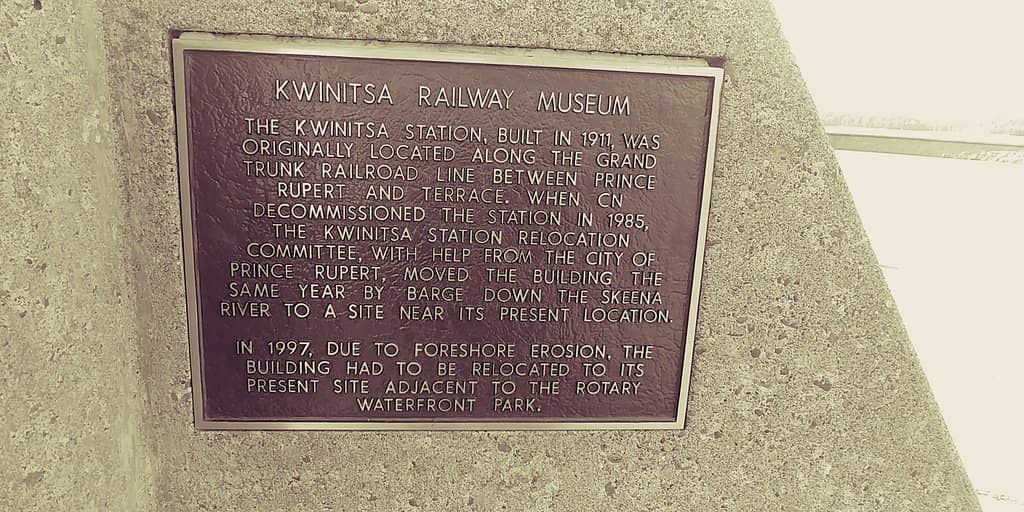 KWINITSA RAILWAY MUSEUM
THE KWINITSA STATION, BUILT IN 1911, WAS
ORIGINALLY LOCATED ALONG THE GRAND
TRUNK RAILROAD LINE BETWEEN PRINCE
RUPERT AND TERRACE. WHEN CN
DECOMMISSIONED THE STATION IN 1985,
THE KWINITSA STATION RELOCATION
COMMITTEE, WITH HELP FROM THE CITY OF
PRINCE RUPERT, MOVED THE BUILDING THE
SAME YEAR BY BARGE DOWN THE SKEENA
RIVER TO A SITE NEAR ITS PRESENT LOCATION.
IN 1997, DUE TO FORESHORE EROSION, THE
BUILDING HAD TO BE RELOCATED TO ITS
PRESENT SITE ADJACENT TO THE ROTARY
WATERFRONT PARK.